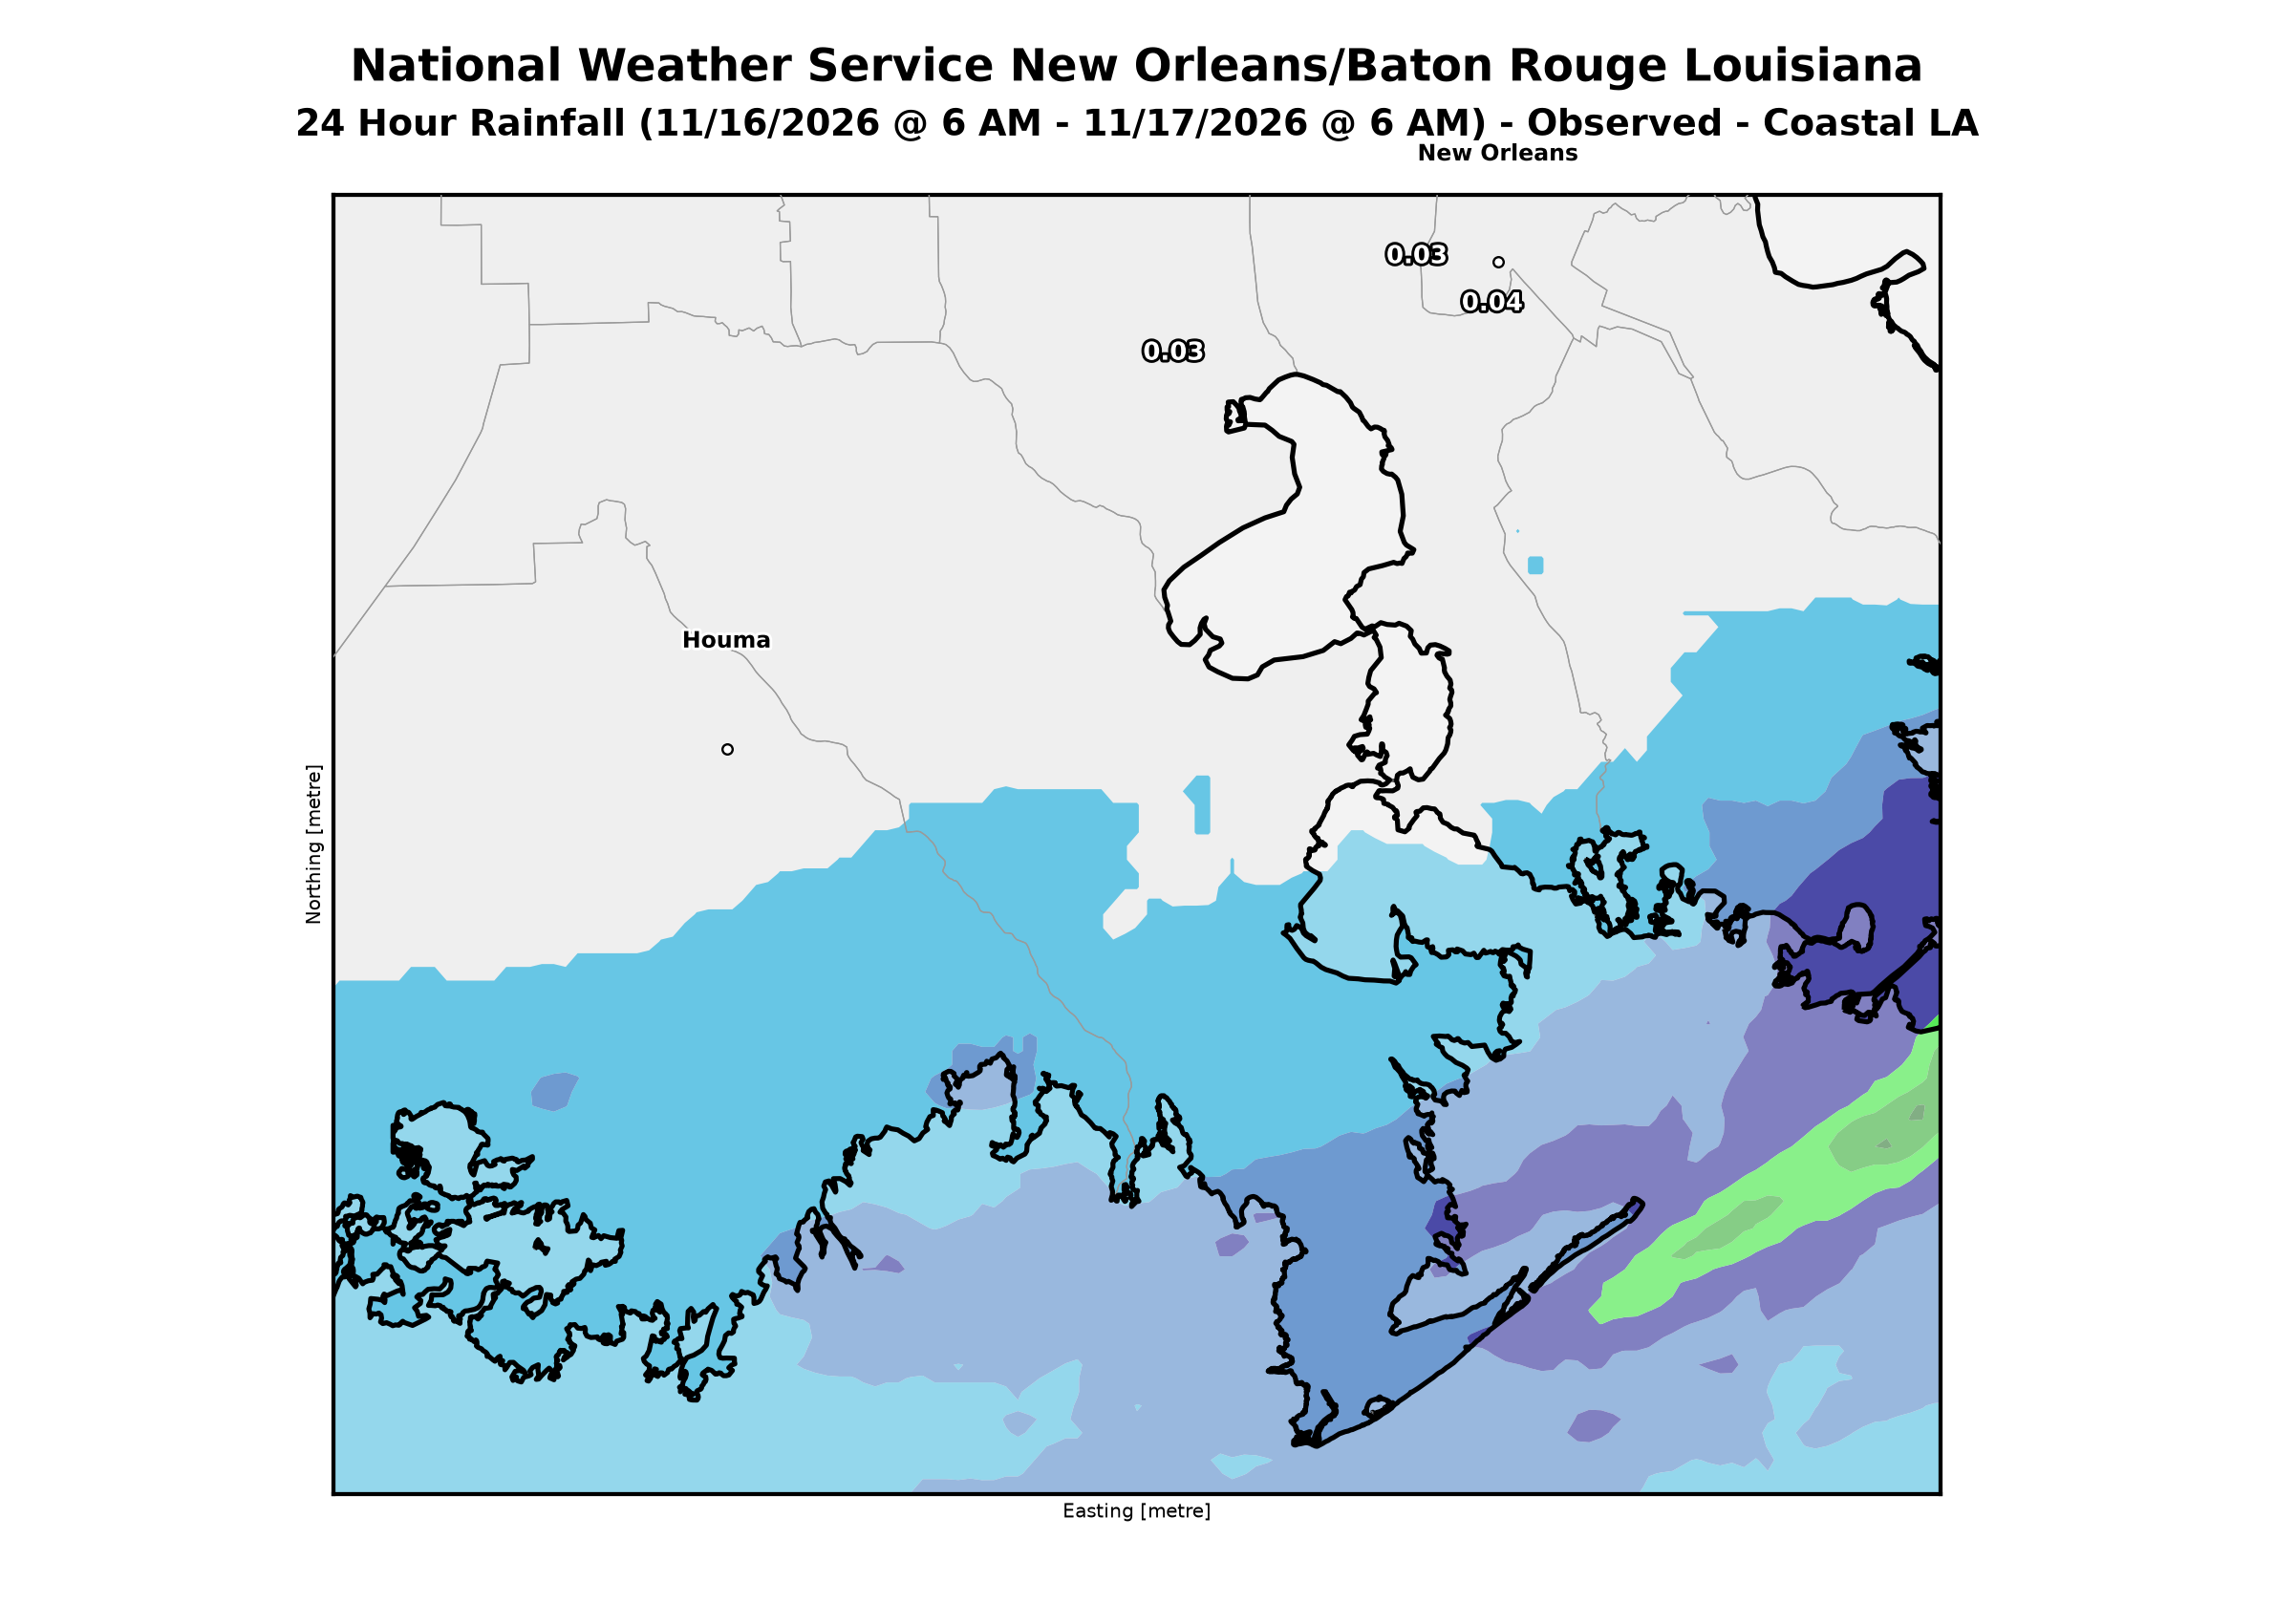 National Weather Service New Orleans/Baton Rouge Louisiana
24 Hour Rainfall (11/16/2026 @ 6 AM - 11/17/2026 @ 6 AM) - Observed - Coastal LA
New Orleans
0.03
0.04
0.03
Houma
Northing [metre]
Easting [metre]